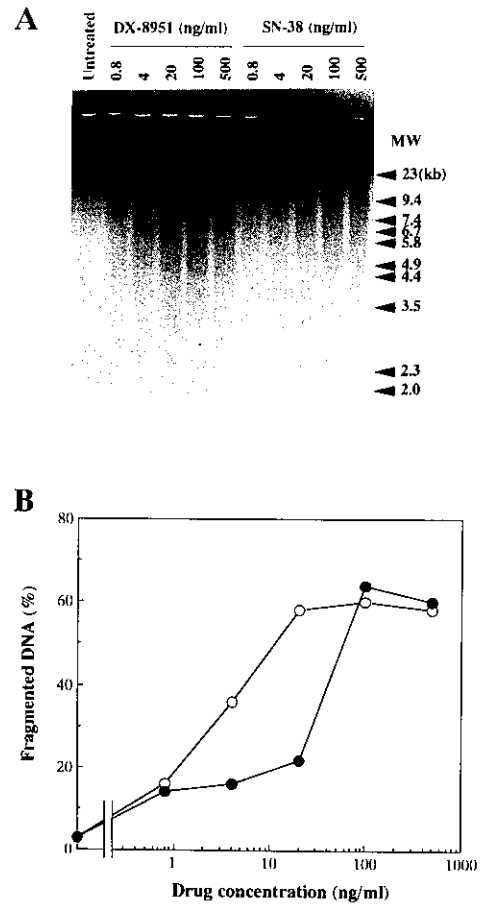 A
DX-8951 (ng/ml) SN-38 (ng/ml)
Untreated 0.8 4 20 100 500 0.8 4 20 100 500
MW
23(kb)
9.4
7.4
6.7
5.8
4.9
4.4
3.5
2.3
2.0
B
Fragmented DNA (%)
80
60
40
20
0
1 10 100 1000
Drug concentration (ng/ml)